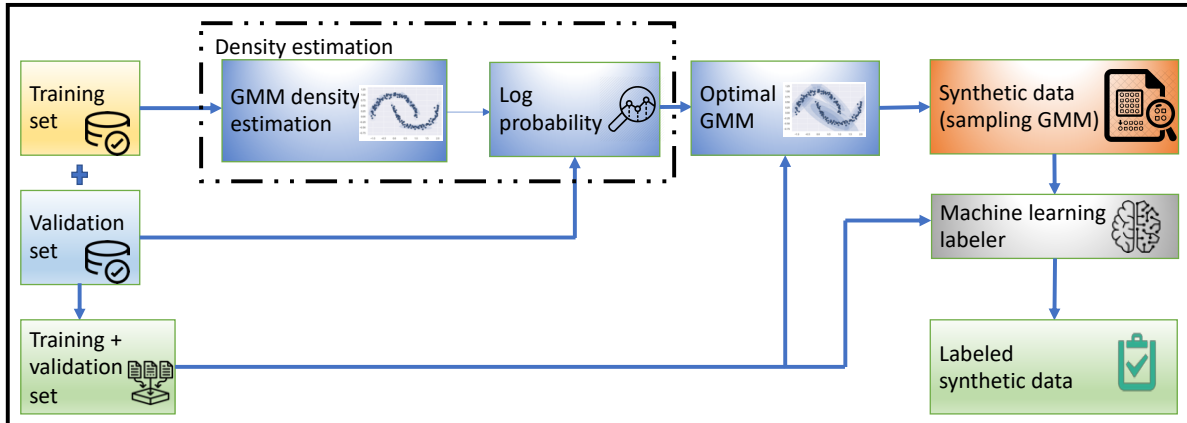 Density estimation
Training
set
GMM density
estimation
Log
probability
Optimal
GMM
Synthetic data
(sampling GMM)
Validation
set
Machine learning
labeler
Training +
validation
set
Labeled
synthetic data